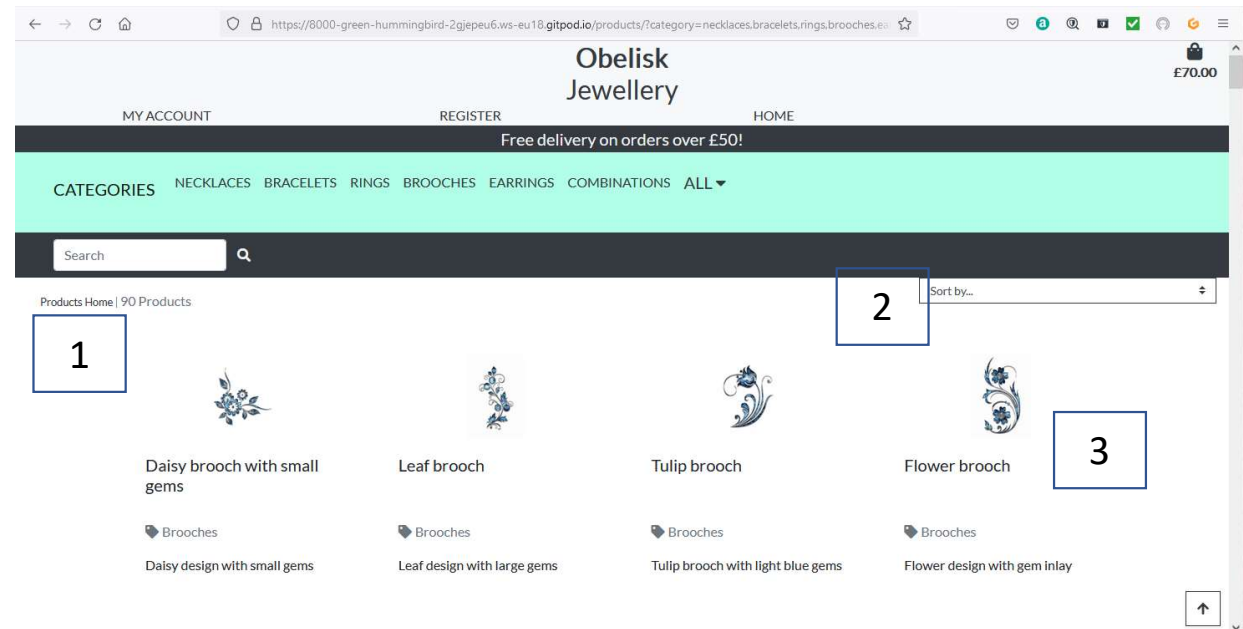 https://8000-green-hummingbird-2gjepeu6.ws-eu18.gitpod.io/products/?category=necklaces,bracelets,rings,brooches,ea
Obelisk
Jewellery
£70.00
MY ACCOUNT REGISTER HOME
Free delivery on orders over £50!
CATEGORIES NECKLACES BRACELETS RINGS BROOCHES EARRINGS COMBINATIONS ALL
Search
Products Home | 90 Products
2
Sort by...
1
3
Daisy brooch with small gems
Leaf brooch
Tulip brooch
Flower brooch
Brooches
Brooches
Brooches
Brooches
Daisy design with small gems
Leaf design with large gems
Tulip brooch with light blue gems
Flower design with gem inlay